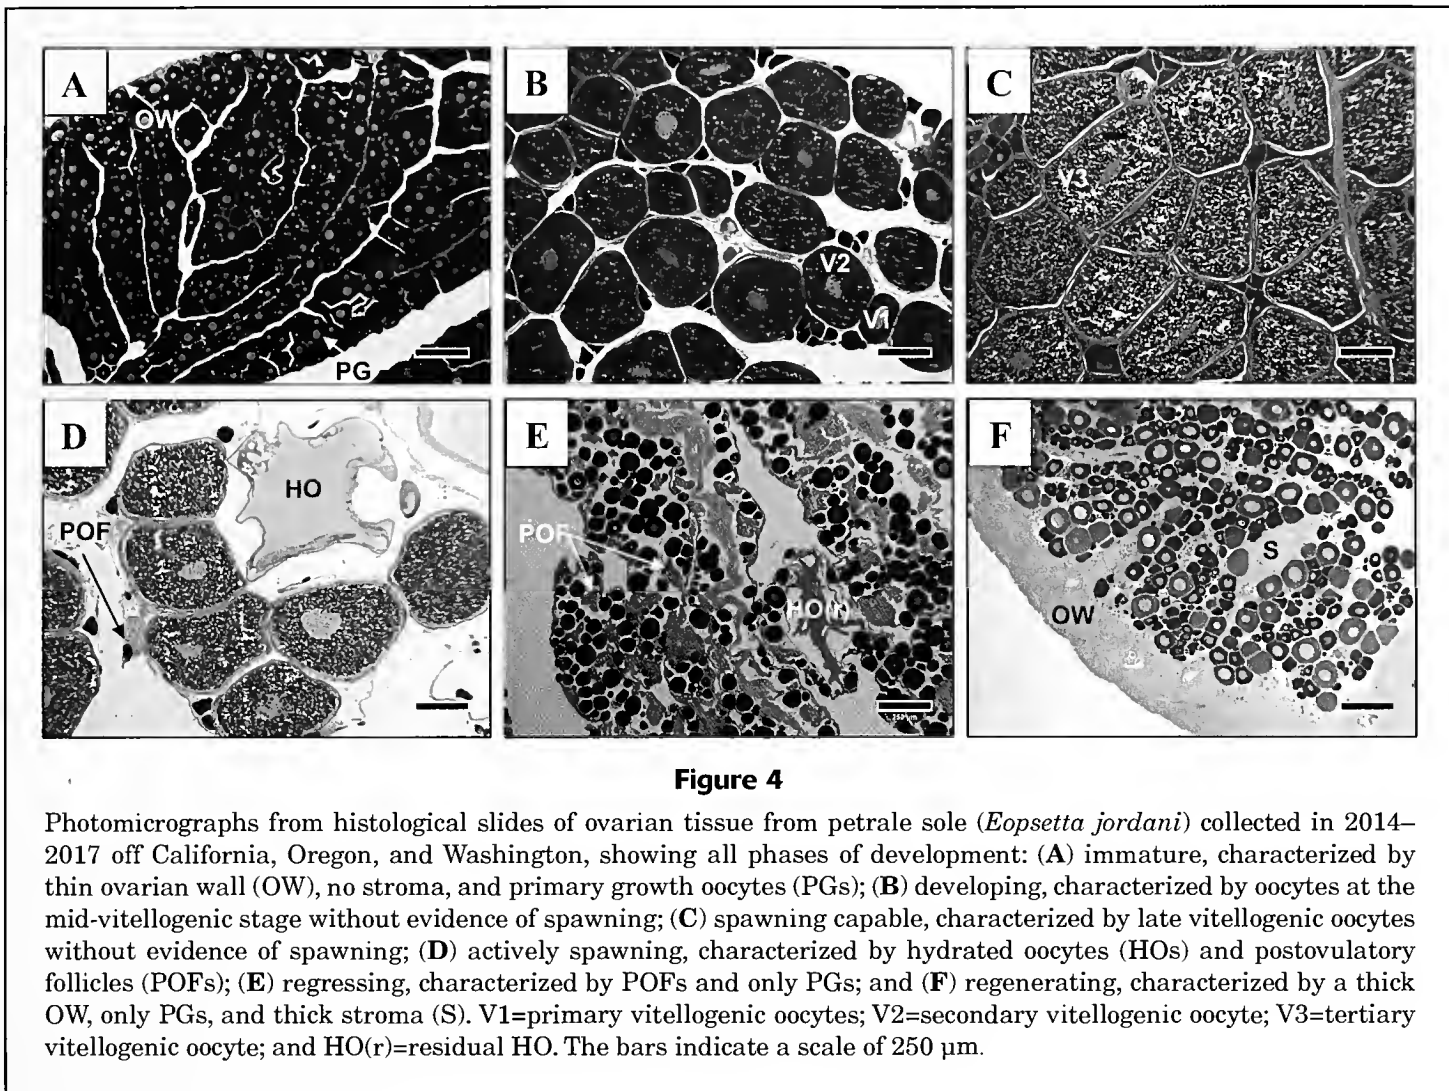 A
OW
PG
B
V2
V1
C
V3
D
HO
POF
E
POF
HO(r)
250 µm
F
S
OW
Figure 4
Photomicrographs from histological slides of ovarian tissue from petrale sole (Eopsetta jordani) collected in 2014–
2017 off California, Oregon, and Washington, showing all phases of development: (A) immature, characterized by
thin ovarian wall (OW), no stroma, and primary growth oocytes (PGs); (B) developing, characterized by oocytes at the
mid-vitellogenic stage without evidence of spawning; (C) spawning capable, characterized by late vitellogenic oocytes
without evidence of spawning; (D) actively spawning, characterized by hydrated oocytes (HOs) and postovulatory
follicles (POFs); (E) regressing, characterized by POFs and only PGs; and (F) regenerating, characterized by a thick
OW, only PGs, and thick stroma (S). V1=primary vitellogenic oocytes; V2=secondary vitellogenic oocyte; V3=tertiary
vitellogenic oocyte; and HO(r)=residual HO. The bars indicate a scale of 250 µm.